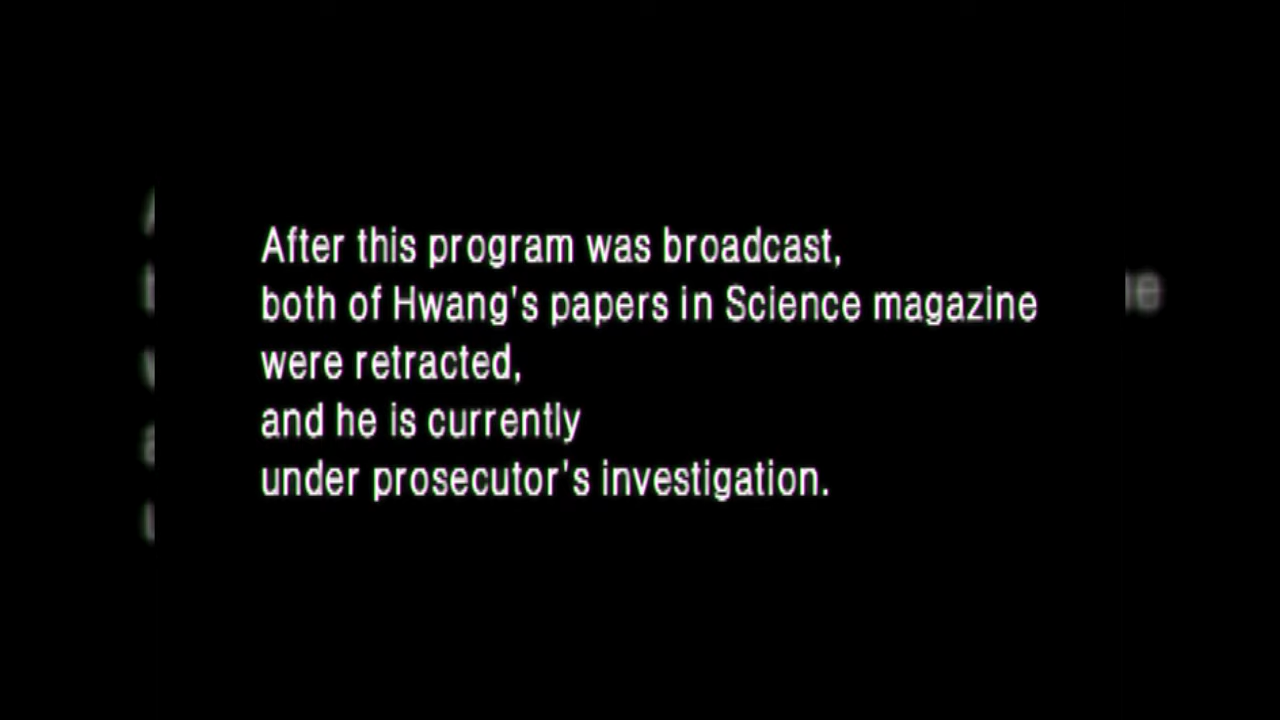 After this program was broadcast,
both of Hwang's papers in Science magazine
were retracted,
and he is currently
under prosecutor's investigation.